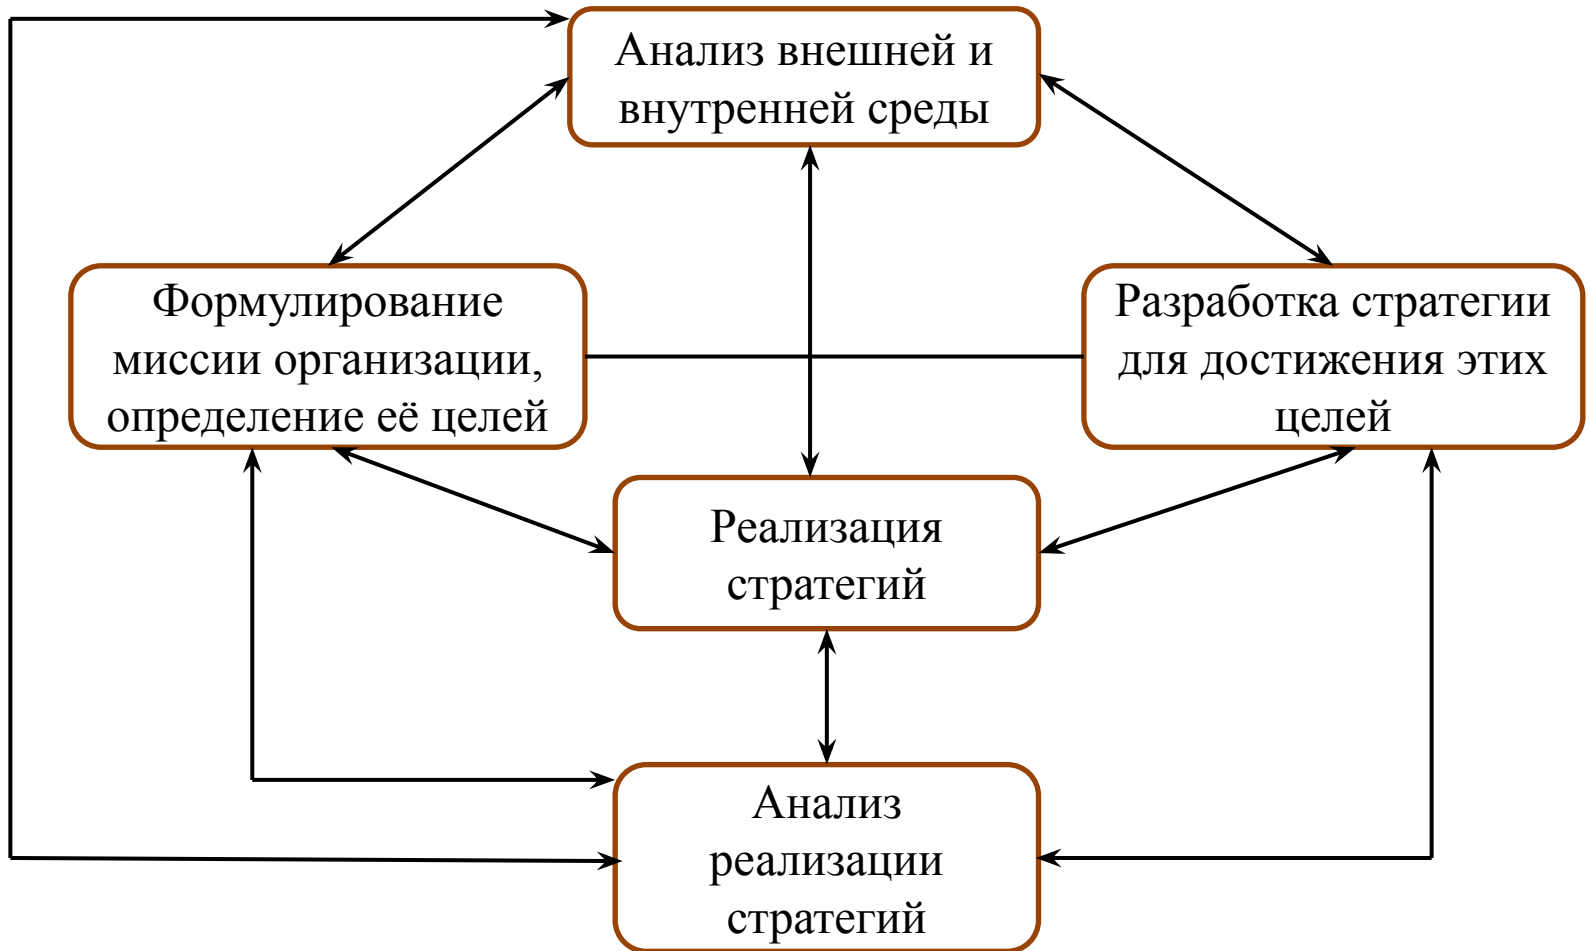 Анализ внешней и
внутренней среды
Формулирование
миссии организации,
определение её целей
Разработка стратегии
для достижения этих
целей
Реализация
стратегий
Анализ
реализации
стратегий